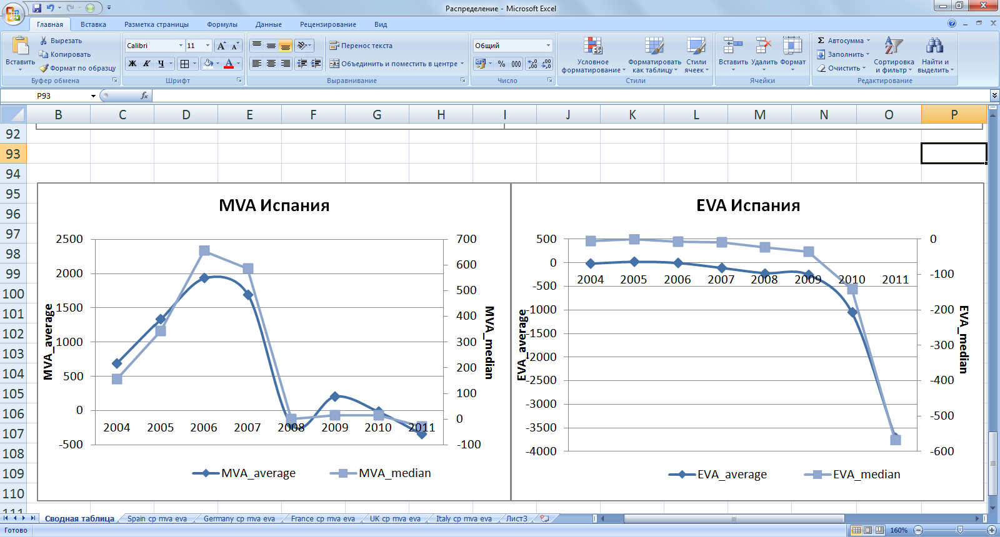 Распределение - Microsoft Excel
Главная Вставка Разметка страницы Формулы Данные Рецензирование Вид
Вставить
Вырезать
Копировать
Формат по образцу
Буфер обмена
Calibri 11
Ж К Ч А
Шрифт
Перенос текста
Объединить и поместить в центре
Выравнивание
Общий
% 000
Число
Условное форматирование
Форматировать как таблицу
Стили ячеек
Стили
Вставить Удалить Формат
Ячейки
Σ Автосумма
Заполнить
Очистить
Сортировка и фильтр
Найти и выделить
Редактирование
P93 fx
B C D E F G H I J K L M N O P
92
93
94
95
96
97
98
99
100
101
102
103
104
105
106
107
108
109
110
111
MVA Испания
2500
2000
1500
1000
500
0
-500
MVA_average
700
600
500
400
300
200
100
0
-100
MVA_median
2004 2005 2006 2007 2008 2009 2010 2011
MVA_average MVA_median
EVA Испания
500
0
-500
-1000
-1500
-2000
-2500
-3000
-3500
-4000
EVA_average
0
-100
-200
-300
-400
-500
-600
EVA_median
2004 2005 2006 2007 2008 2009 2010 2011
EVA_average EVA_median
Сводная таблица Spain cp mva eva Germany cp mva eva France cp mva eva UK cp mva eva Italy cp mva eva Лист3
Готово 160%